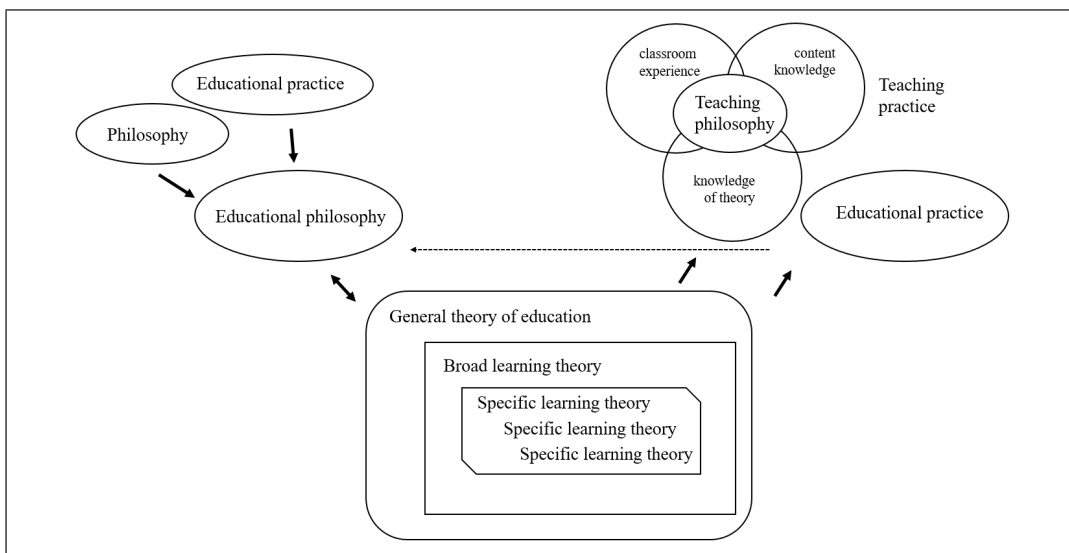 Educational practice
Philosophy
Educational philosophy
classroom
experience
content
knowledge
Teaching
philosophy
Teaching
practice
knowledge
of theory
Educational practice
General theory of education
Broad learning theory
Specific learning theory
Specific learning theory
Specific learning theory